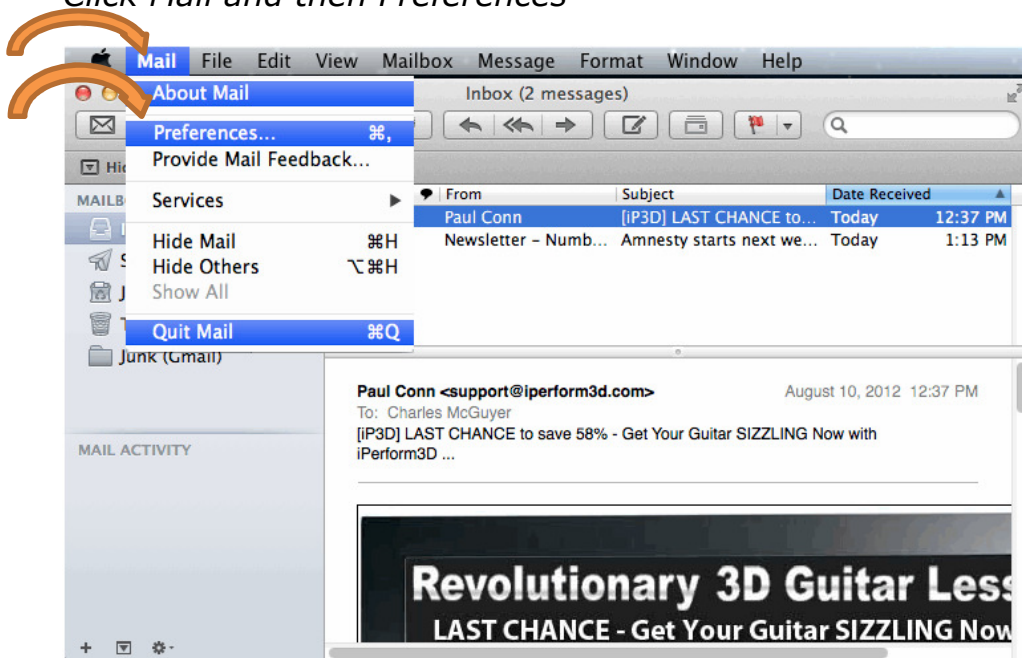 Click Mail and then Preferences
Mail File Edit View Mailbox Message Format Window Help
About Mail
Inbox (2 messages)
Preferences... ⌘,
Provide Mail Feedback...
Services
Hide Mail ⌘H
Hide Others ⌥⌘H
Show All
Quit Mail ⌘Q
From Subject Date Received
Paul Conn [iP3D] LAST CHANCE to... Today 12:37 PM
Newsletter – Numb... Amnesty starts next we... Today 1:13 PM
Junk (Gmail)
MAIL ACTIVITY
Paul Conn <support@iperform3d.com> August 10, 2012 12:37 PM
To: Charles McGuyer
[iP3D] LAST CHANCE to save 58% - Get Your Guitar SIZZLING Now with
iPerform3D ...
Revolutionary 3D Guitar
LAST CHANCE - Get Your Guitar SIZZLING Now